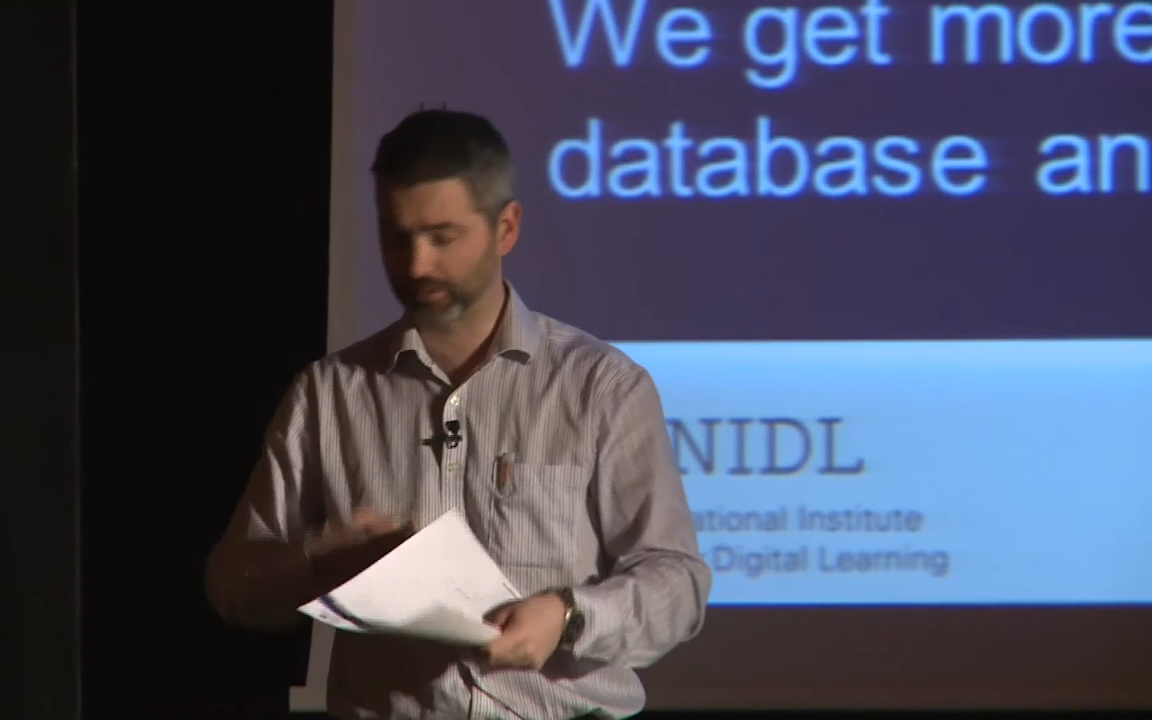 We get more
database an
NIDL
ational Institute
Digital Learning